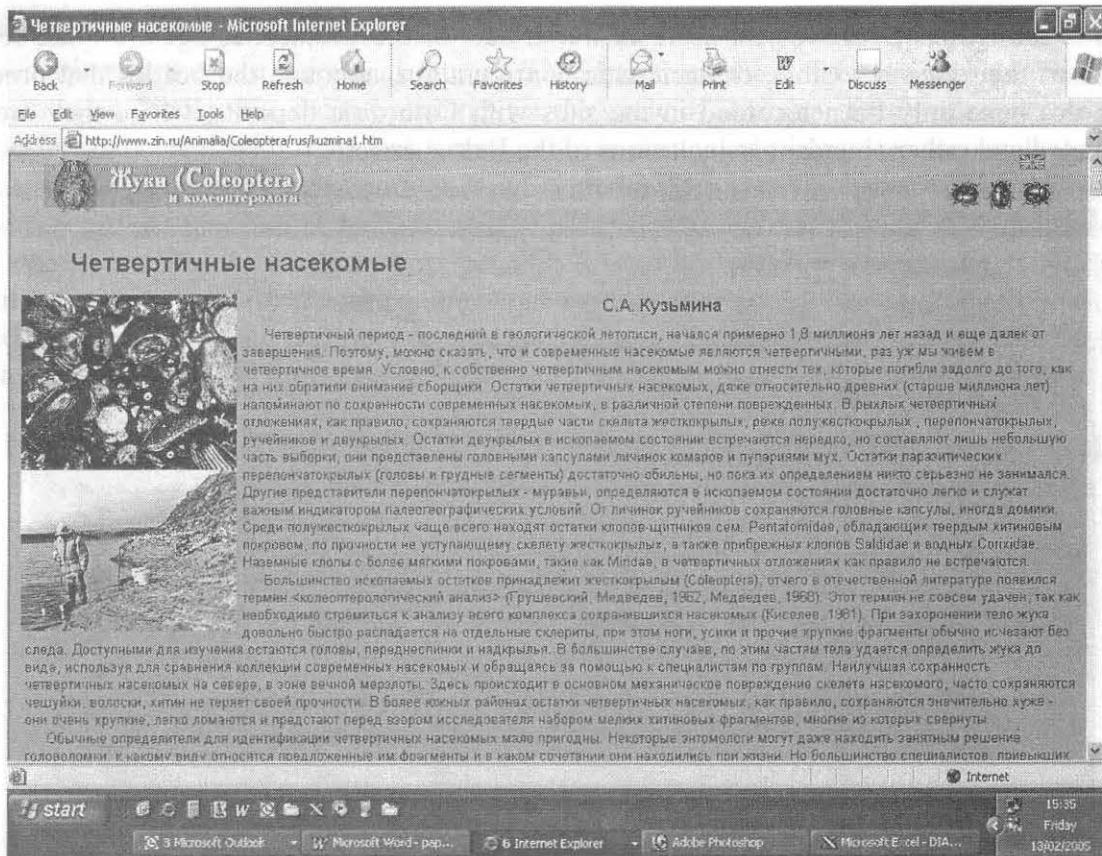 Четвертичные насекомые - Microsoft Internet Explorer
Back Forward Stop Refresh Home Search Favorites History Mail Print Edit Discuss Messenger
File Edit View Favorites Tools Help
Address http://www.zin.ru/Animalia/Coleoptera/rus/kuzmina1.htm
Жуки (Coleoptera)
и колеоптерологи
Четвертичные насекомые
С.А. Кузьмина
Четвертичный период - последний в геологической летописи, начался примерно 1,8 миллиона лет назад и еще далек от
завершения. Поэтому, можно сказать, что и современные насекомые являются четвертичными, раз уж мы живем в
четвертичное время. Условно, к собственно четвертичным насекомым можно отнести тех, которые погибли задолго до того, как
на них обратили внимание сборщики. Остатки четвертичных насекомых, даже относительно древних (старше миллиона лет)
напоминают по сохранности современных насекомых, в различной степени поврежденных. В рыхлых четвертичных
отложениях, как правило, сохраняются твердые части скелета жесткокрылых, реже полужесткокрылых , перепончатокрылых,
ручейников и двукрылых. Остатки двукрылых в ископаемом состоянии встречаются нередко, но составляют лишь небольшую
часть выборки, они представлены головными капсулами личинок комаров и пупариями мух. Остатки паразитических
перепончатокрылых (головы и грудные сегменты) достаточно обильны, но пока их определением никто серьезно не занимался.
Другие представители перепончатокрылых - муравьи, определяются в ископаемом состоянии достаточно легко и служат
важным индикатором палеогеографических условий. От личинок ручейников сохраняются головные капсулы, иногда домики.
Среди полужесткокрылых чаще всего находят остатки клопов-щитников сем. Pentatomidae, обладающих твердым хитиновым
покровом, по прочности не уступающему скелету жесткокрылых, а также прибрежных клопов Saldidae и водных Corixidae.
Наземные клопы с более мягкими покровами, такие как Miridae, в четвертичных отложениях как правило не встречаются.
Большинство ископаемых остатков принадлежит жесткокрылым (Coleoptera), отчего в отечественной литературе появился
термин <колеоптерологический анализ> (Грушевский, Медведев, 1962, Медведев, 1968). Этот термин не совсем удачен, так как
необходимо стремиться к анализу всего комплекса сохранившихся насекомых (Киселев, 1981). При захоронении тело жука
довольно быстро распадается на отдельные склериты, при этом ноги, усики и прочие хрупкие фрагменты обычно исчезают без
следа. Доступными для изучения остаются головы, переднеспинки и надкрылья. В большинстве случаев, по этим частям тела удается определить жука до
вида, используя для сравнения коллекции современных насекомых и обращаясь за помощью к специалистам по группам. Наилучшая сохранность
четвертичных насекомых на севере, в зоне вечной мерзлоты. Здесь происходит в основном механическое повреждение скелета насекомого, часто сохраняются
чешуйки, волоски, хитин не теряет своей прочности. В более южных районах остатки четвертичных насекомых, как правило, сохраняются значительно хуже -
они очень хрупкие, легко ломаются и предстают перед взором исследователя набором мелких хитиновых фрагментов, многие из которых свернуты.
Обычные определители для идентификации четвертичных насекомых мало пригодны. Некоторые энтомологи могут даже находить занятным решение
головоломки, к какому виду относятся предложенные им фрагменты и в каком сочетании они находились при жизни. Но большинство специалистов, привыкших
Internet
start
15:35
3 Microsoft Outlook Microsoft Word - pap... 6 Internet Explorer Adobe Photoshop Microsoft Excel - DIA...
Friday
13/02/2005